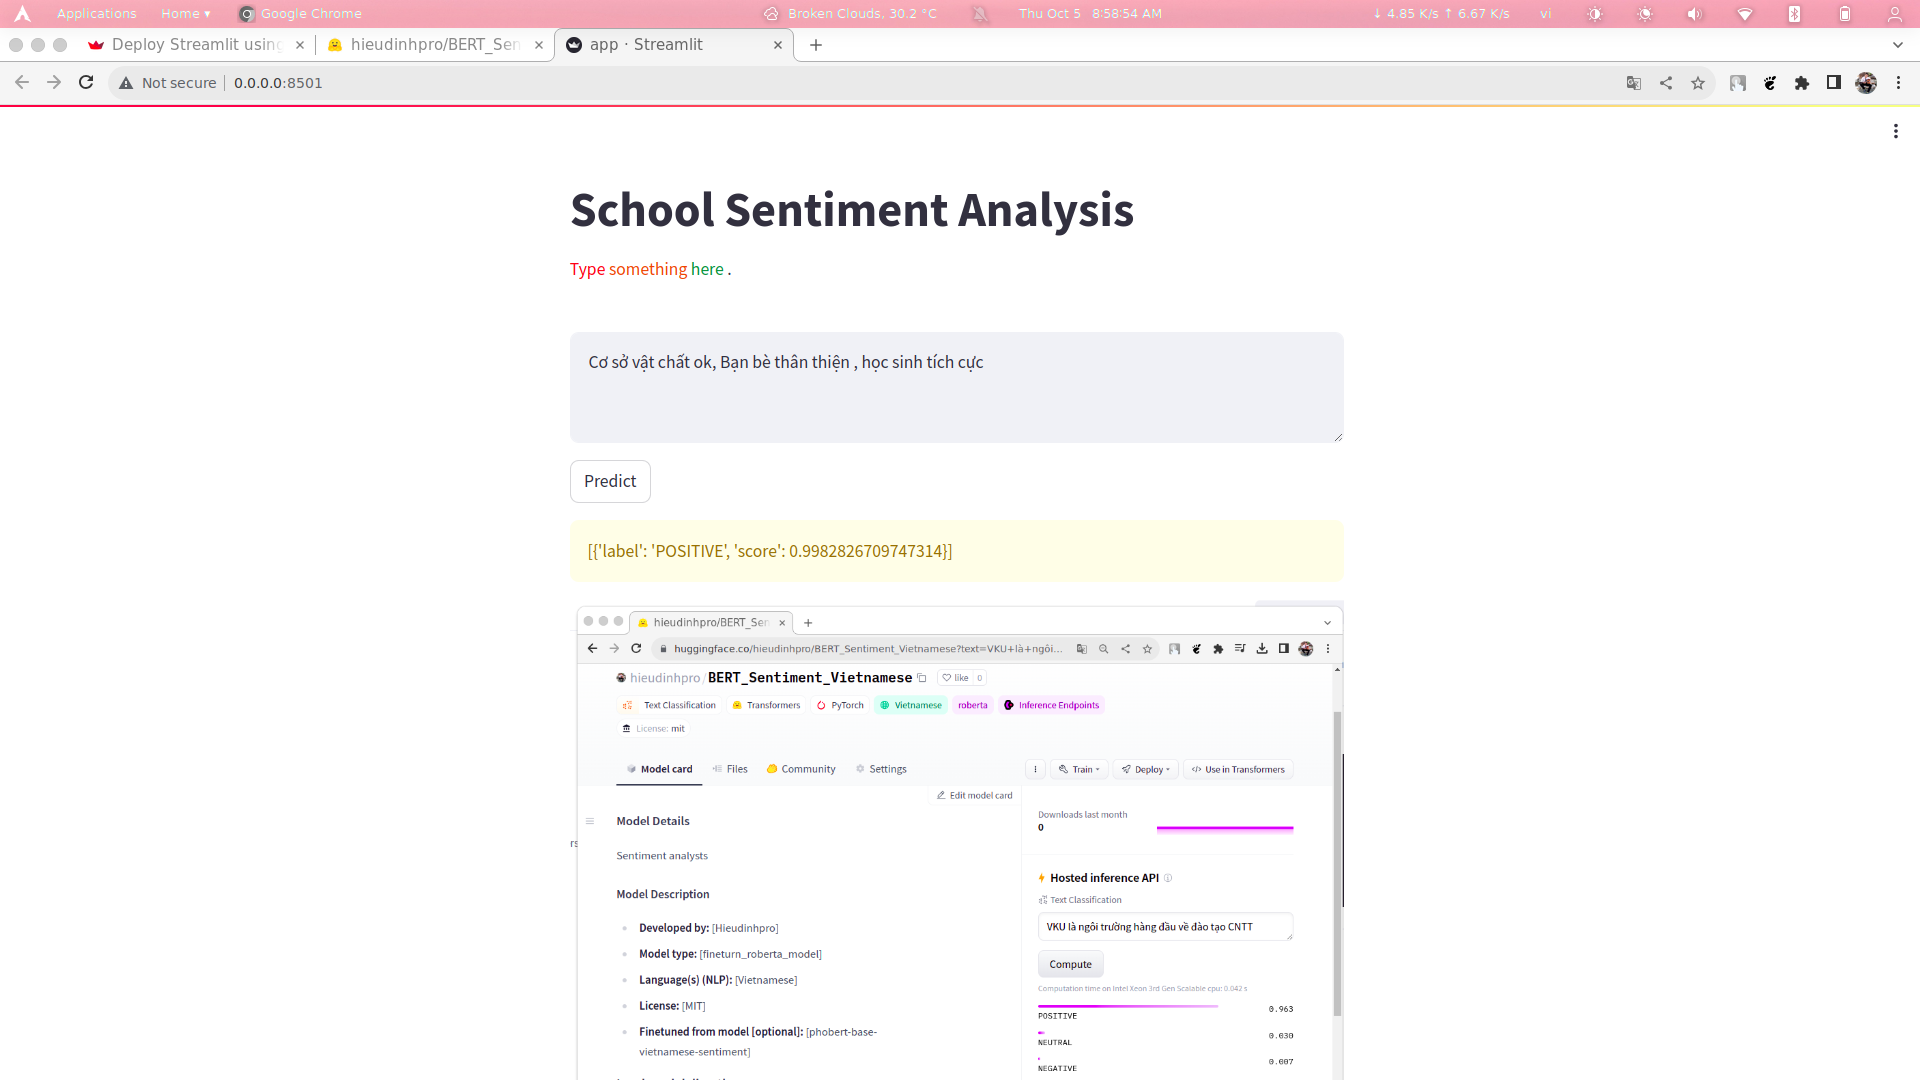 Applications Home ▾ Google Chrome Broken Clouds, 30.2 °C Thu Oct 5 8:58:54 AM ↓ 4.85 K/s ↑ 6.67 K/s vi
Deploy Streamlit using hieudinhpro/BERT_Sen app · Streamlit
Not secure 0.0.0.0:8501
School Sentiment Analysis
Type something here .
Cơ sở vật chất ok, Bạn bè thân thiện , học sinh tích cực
Predict
[{'label': 'POSITIVE', 'score': 0.9982826709747314}]
hieudinhpro/BERT_Sen
huggingface.co/hieudinhpro/BERT_Sentiment_Vietnamese?text=VKU+là+ngôi...
hieudinhpro/BERT_Sentiment_Vietnamese like 0
Text Classification Transformers PyTorch Vietnamese roberta Inference Endpoints
License: mit
Model card Files Community Settings Train Deploy Use in Transformers
Edit model card
Model Details
Sentiment analysts
Model Description
Developed by: [Hieudinhpro]
Model type: [fineturn_roberta_model]
Language(s) (NLP): [Vietnamese]
License: [MIT]
Finetuned from model [optional]: [phobert-base-
vietnamese-sentiment]
Downloads last month
0
Hosted inference API
Text Classification
VKU là ngôi trường hàng đầu về đào tạo CNTT
Compute
Computation time on Intel Xeon 3rd Gen Scalable cpu: 0.042 s
POSITIVE 0.963
NEUTRAL 0.030
NEGATIVE 0.007